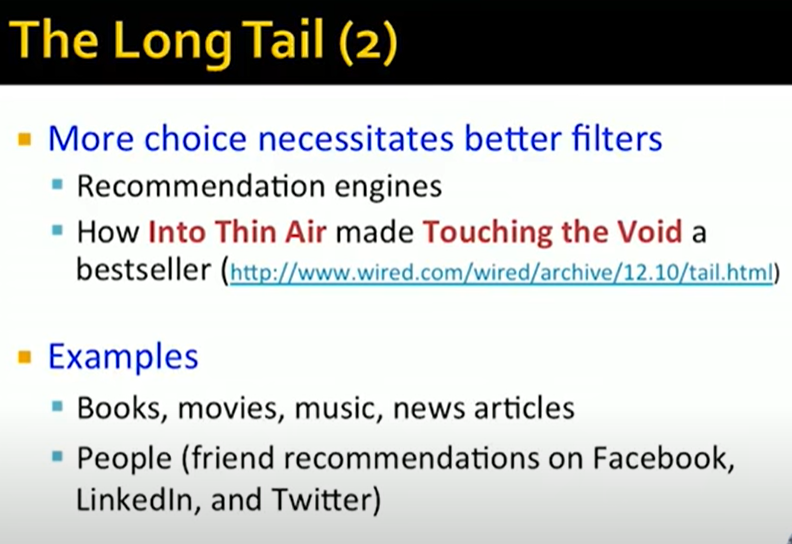 The Long Tail (2)
More choice necessitates better filters
Recommendation engines
How Into Thin Air made Touching the Void a
bestseller (http://www.wired.com/wired/archive/12.10/tail.html)
Examples
Books, movies, music, news articles
People (friend recommendations on Facebook,
LinkedIn, and Twitter)